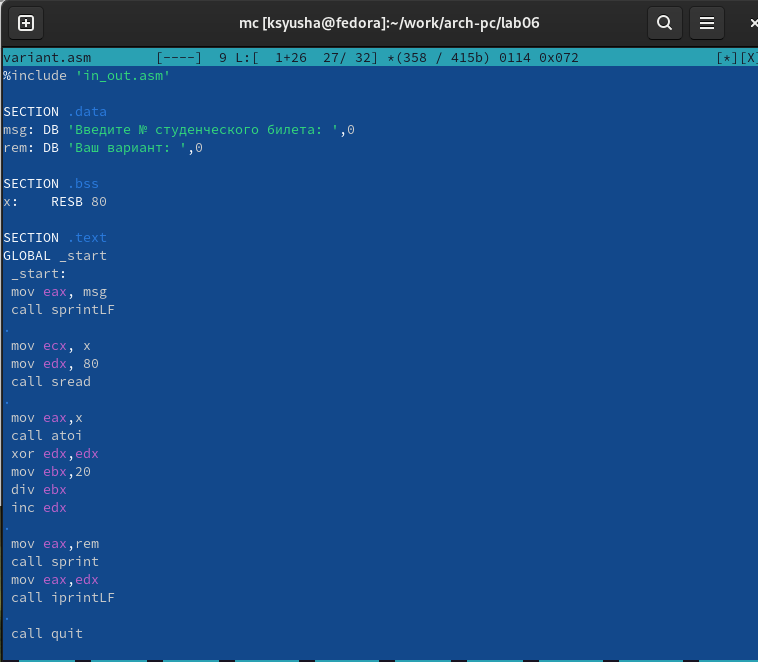 mc [ksyusha@fedora]:~/work/arch-pc/lab06
variant.asm [----] 9 L:[ 1+26 27/ 32] *(358 / 415b) 0114 0x072 [*][X]
%include 'in_out.asm'
SECTION .data
msg: DB 'Введите № студенческого билета: ',0
rem: DB 'Ваш вариант: ',0
SECTION .bss
x: RESB 80
SECTION .text
GLOBAL _start
_start:
mov eax, msg
call sprintLF
.
mov ecx, x
mov edx, 80
call sread
.
mov eax,x
call atoi
xor edx,edx
mov ebx,20
div ebx
inc edx
.
mov eax,rem
call sprint
mov eax,edx
call iprintLF
.
call quit